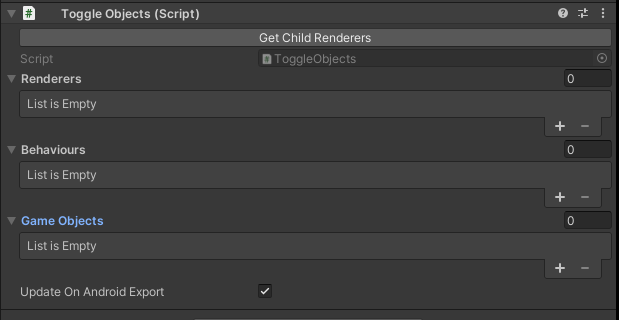 Toggle Objects (Script)
Get Child Renderers
Script # ToggleObjects
Renderers 0
List is Empty
+ −
Behaviours 0
List is Empty
+ −
Game Objects 0
List is Empty
+ −
Update On Android Export